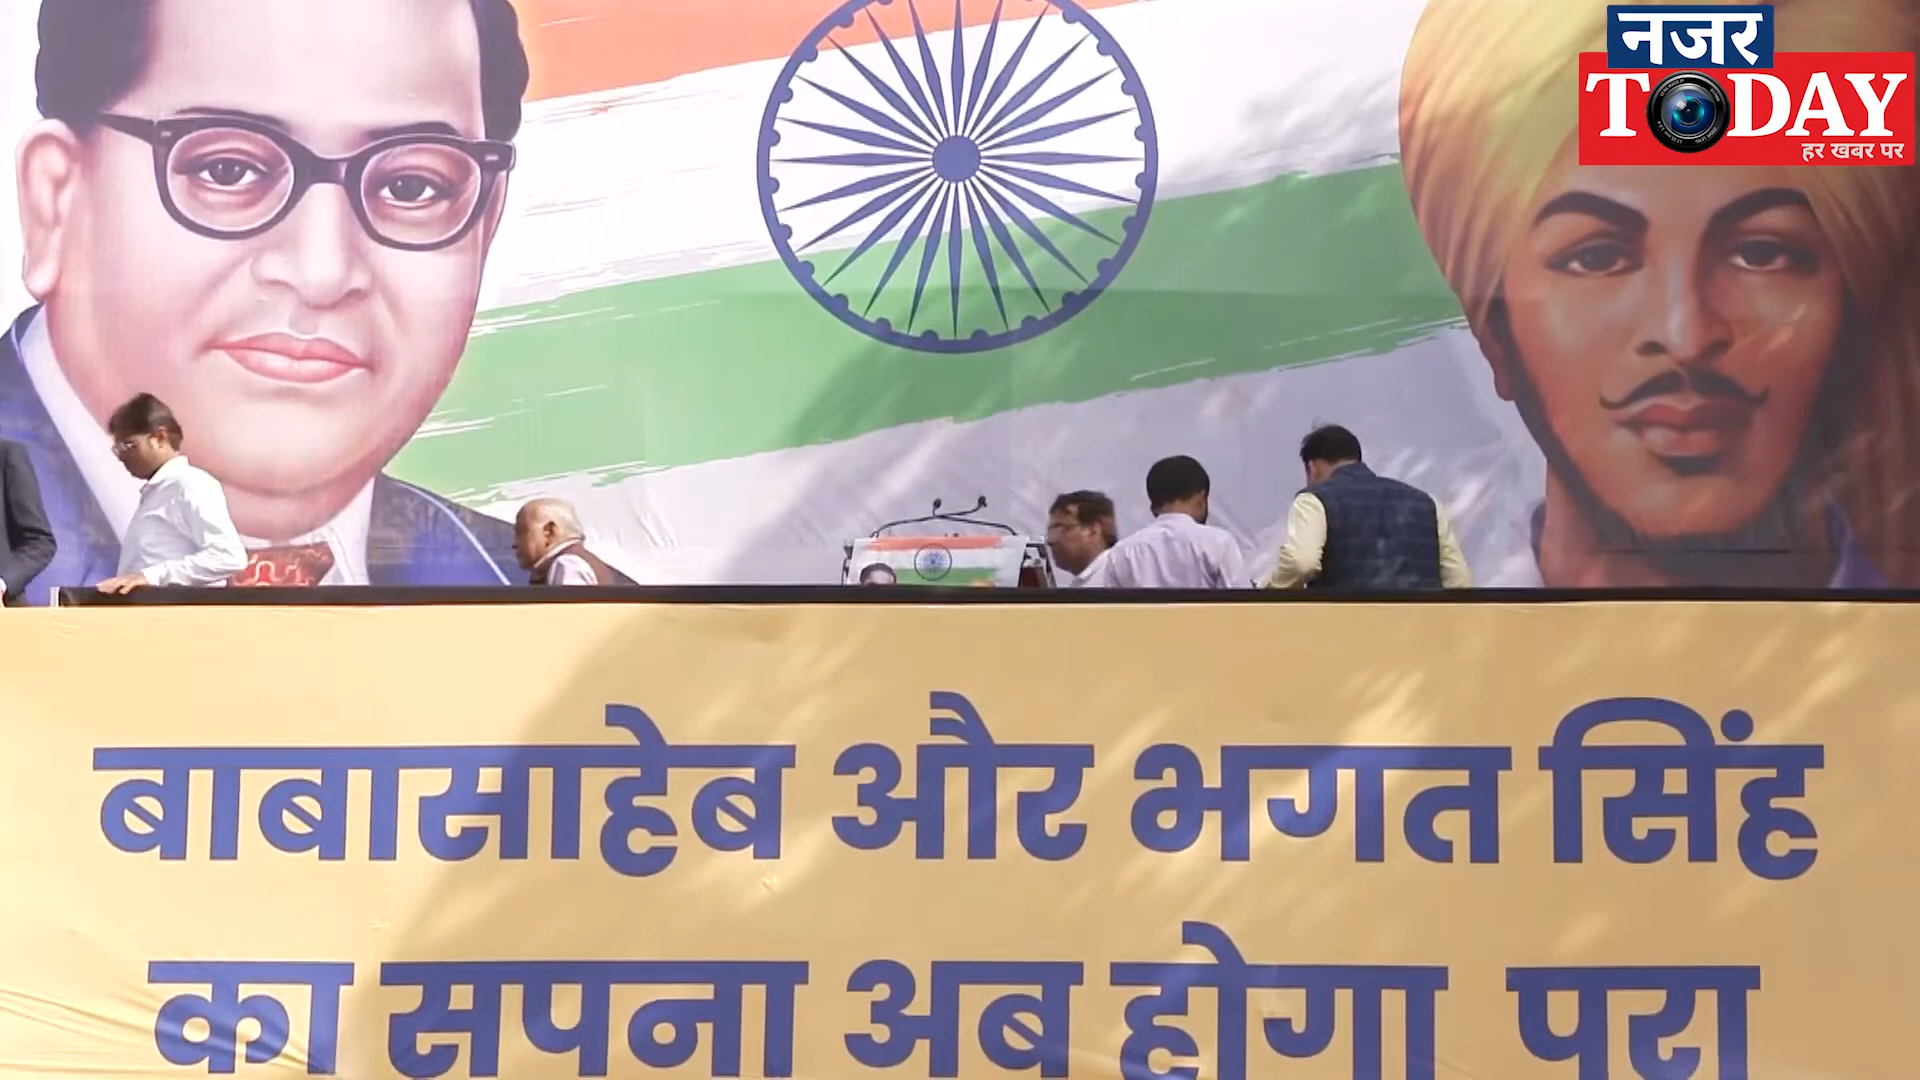 नजर
TODAY
हर खबर पर
बाबासाहेब और भगत सिंह
का सपना अब होगा